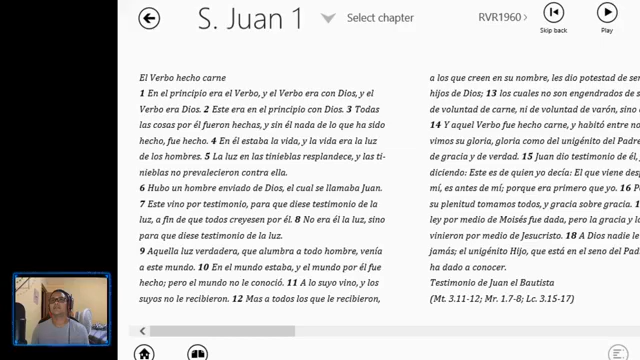 S. Juan 1
Select chapter
RVR1960
Skip back
Play
El Verbo hecho carne
1 En el principio era el Verbo, y el Verbo era con Dios, y el
Verbo era Dios. 2 Este era en el principio con Dios. 3 Todas
las cosas por él fueron hechas, y sin él nada de lo que ha sido
hecho, fue hecho. 4 En él estaba la vida, y la vida era la luz
de los hombres. 5 La luz en las tinieblas resplandece, y las ti-
nieblas no prevalecieron contra ella.
6 Hubo un hombre enviado de Dios, el cual se llamaba Juan.
7 Este vino por testimonio, para que diese testimonio de la
luz, a fin de que todos creyesen por él. 8 No era él la luz, sino
para que diese testimonio de la luz.
9 Aquella luz verdadera, que alumbra a todo hombre, venía
a este mundo. 10 En el mundo estaba, y el mundo por él fue
hecho; pero el mundo no le conoció. 11 A lo suyo vino, y los
suyos no le recibieron. 12 Mas a todos los que le recibieron,
a los que creen en su nombre, les dio potestad de se
hijos de Dios; 13 los cuales no son engendrados de s
de voluntad de carne, ni de voluntad de varón, sino
14 Y aquel Verbo fue hecho carne, y habitó entre no
vimos su gloria, gloria como del unigénito del Padre
de gracia y de verdad. 15 Juan dio testimonio de él,
diciendo: Este es de quien yo decía: El que viene des
mí, es antes de mí; porque era primero que yo. 16 P
su plenitud tomamos todos, y gracia sobre gracia.
ley por medio de Moisés fue dada, pero la gracia y l
vinieron por medio de Jesucristo. 18 A Dios nadie le
jamás; el unigénito Hijo, que está en el seno del Pad
ha dado a conocer.
Testimonio de Juan el Bautista
(Mt. 3.11-12; Mr. 1.7-8; Lc. 3.15-17)